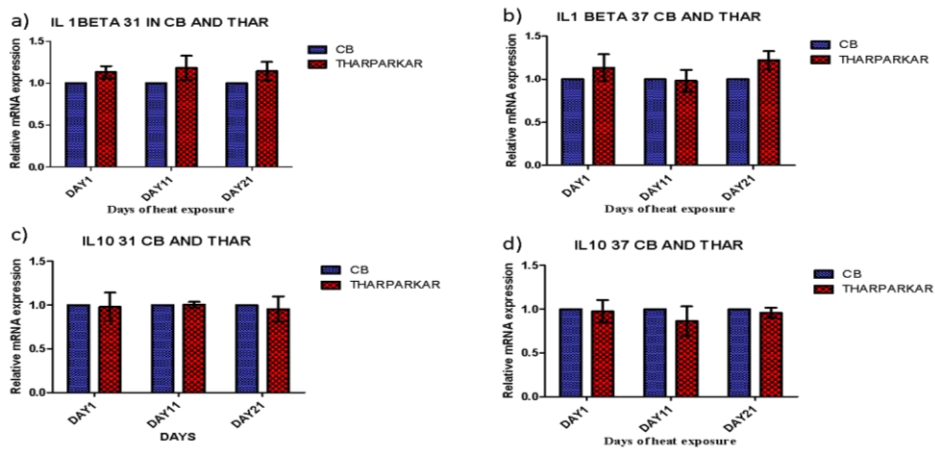 a) IL 1BETA 31 IN CB AND THAR
Relative mRNA expression
1.5
1.0
0.5
0.0
DAY1 DAY11 DAY21
Days of heat exposure
CB
THARPARKAR
b) IL1 BETA 37 CB AND THAR
Relative mRNA expression
1.5
1.0
0.5
0.0
DAY1 DAY11 DAY21
Days of heat exposure
CB
THARPARKAR
c) IL10 31 CB AND THAR
Relative mRNA expression
1.5
1.0
0.5
0.0
DAY1 DAY11 DAY21
DAYS
CB
THARPARKAR
d) IL10 37 CB AND THAR
Relative mRNA expression
1.5
1.0
0.5
0.0
DAY1 DAY11 DAY21
Days of heat exposure
CB
THARPARKAR